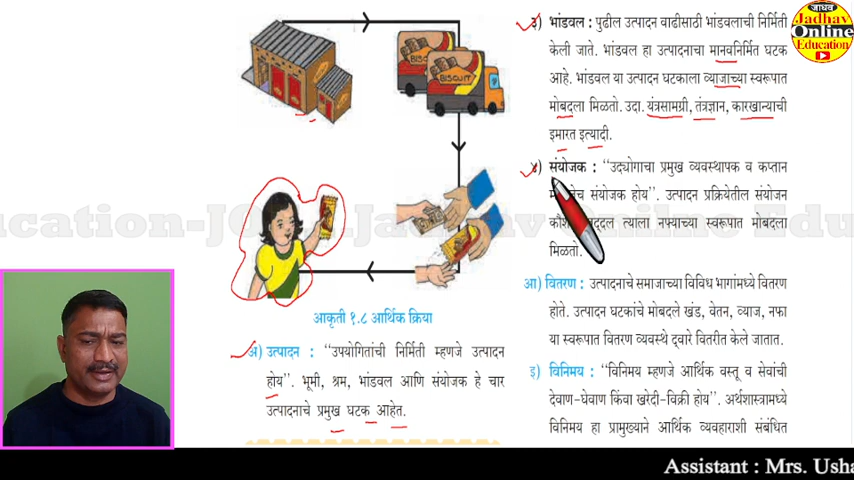 BISCUIT
BISCUIT
आकृती १.८ आर्थिक क्रिया
अ) उत्पादन : ‘‘उपयोगितांची निर्मिती म्हणजे उत्पादन
होय’’. भूमी, श्रम, भांडवल आणि संयोजक हे चार
उत्पादनाचे प्रमुख घटक आहेत.
३) भांडवल : पुढील उत्पादन वाढीसाठी भांडवलाची निर्मिती
केली जाते. भांडवल हा उत्पादनाचा मानवनिर्मित घटक
आहे. भांडवल या उत्पादन घटकाला व्याजाच्या स्वरूपात
मोबदला मिळतो. उदा. यंत्रसामग्री, तंत्रज्ञान, कारखान्याची
इमारत इत्यादी.
४) संयोजक : ‘‘उद्योगाचा प्रमुख व्यवस्थापक व कप्तान
संयोजक होय’’. उत्पादन प्रक्रियेतील संयोजन
त्याला नफ्याच्या स्वरूपात मोबदला
मिळतो.
आ) वितरण : उत्पादनाचे समाजाच्या विविध भागांमध्ये वितरण
होते. उत्पादन घटकांचे मोबदले खंड, वेतन, व्याज, नफा
या स्वरूपात वितरण व्यवस्थे द्वारे वितरीत केले जातात.
इ) विनिमय : ‘‘विनिमय म्हणजे आर्थिक वस्तू व सेवांची
देवाण-घेवाण किंवा खरेदी-विक्री होय’’. अर्थशास्त्रामध्ये
विनिमय हा प्रामुख्याने आर्थिक व्यवहाराशी संबंधित
जाधव
Jadhav
Online
Education
Assistant : Mrs. Usha